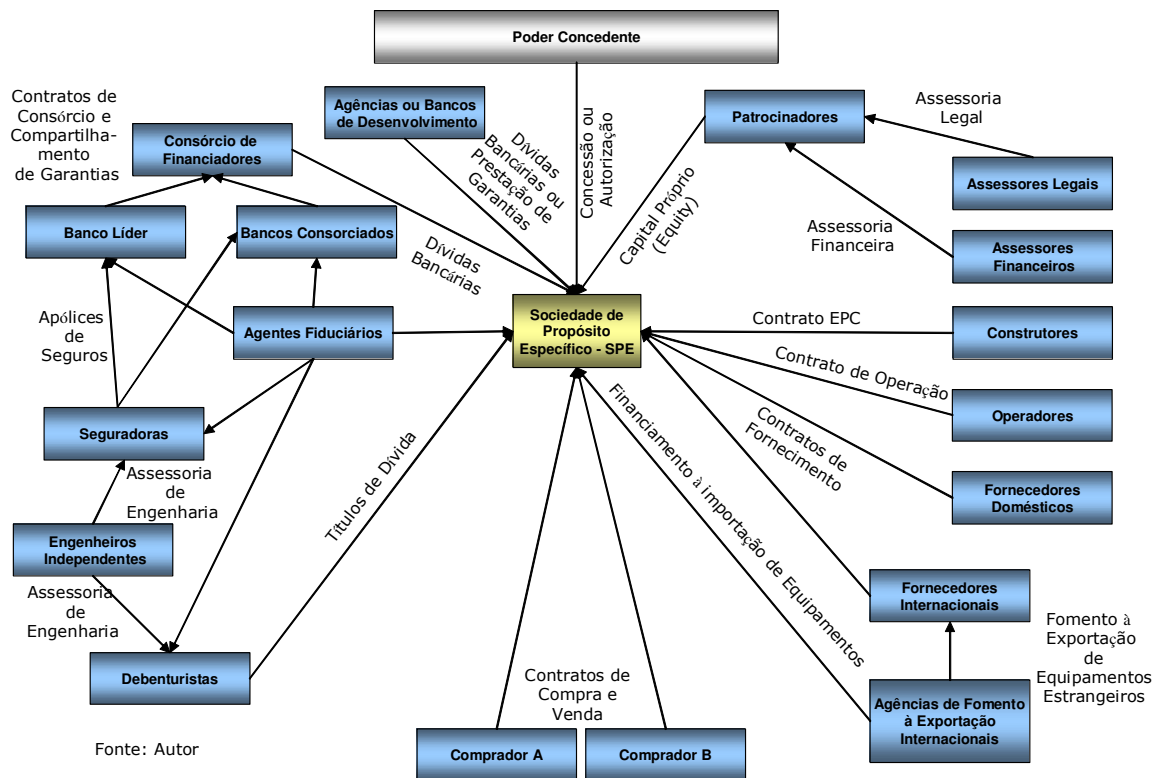 Poder Concedente
Contratos de
Consórcio e
Compartilha-
mento
de Garantias
Agências ou Bancos
de Desenvolvimento
Patrocinadores
Assessoria
Legal
Consórcio de
Financiadores
Dívidas
Bancárias ou
Prestação de
Garantias
Concessão ou
Autorização
Capital Próprio
(Equity)
Assessores Legais
Banco Líder
Bancos Consorciados
Assessoria
Financeira
Assessores
Financeiros
Dívidas
Bancárias
Apólices
de
Seguros
Agentes Fiduciários
Sociedade de
Propósito
Específico - SPE
Contrato EPC
Construtores
Contrato de Operação
Operadores
Seguradoras
Assessoria
de
Engenharia
Títulos de Dívida
Financiamento à importação de Equipamentos
Contratos de
Fornecimento
Fornecedores
Domésticos
Engenheiros
Independentes
Assessoria
de
Engenharia
Fornecedores
Internacionais
Fomento à
Exportação
de
Equipamentos
Estrangeiros
Debenturistas
Contratos de
Compra e
Venda
Agências de Fomento
à Exportação
Internacionais
Fonte: Autor
Comprador A
Comprador B